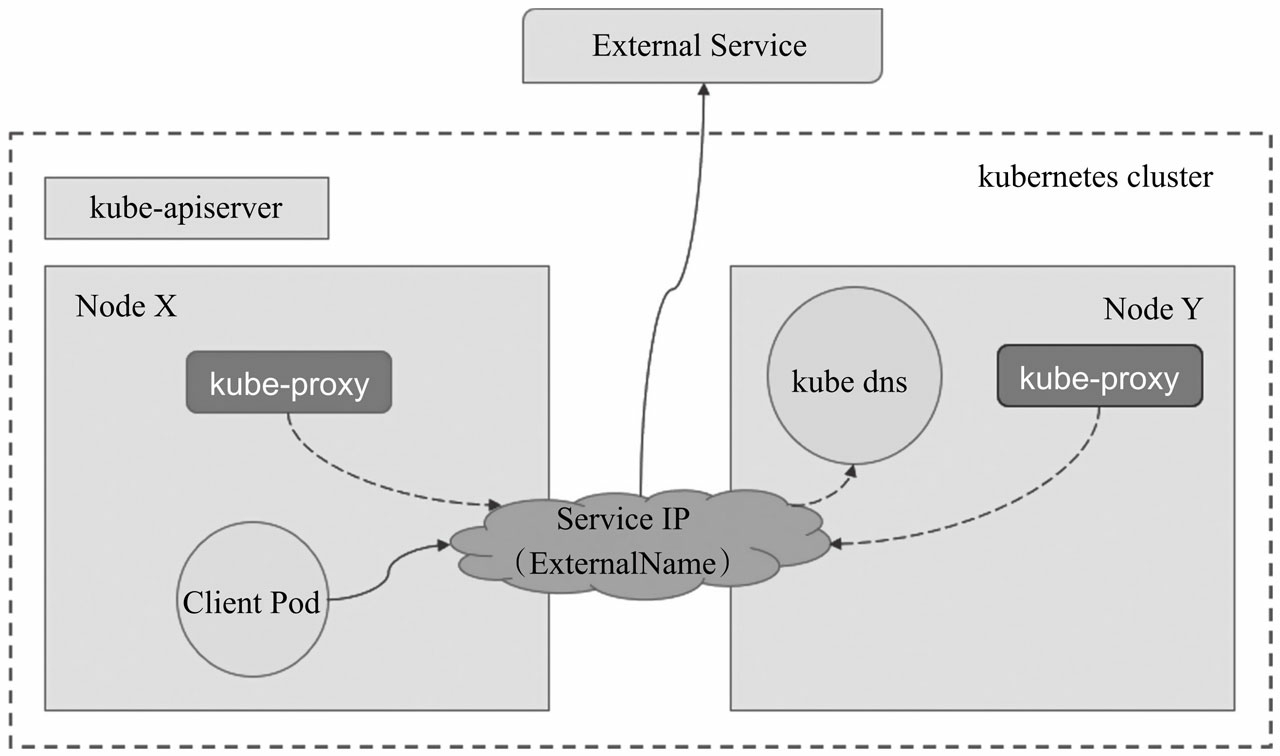 External Service
kubernetes cluster
kube-apiserver
Node X
kube-proxy
Client Pod
Service IP
（ExternalName）
kube dns
Node Y
kube-proxy